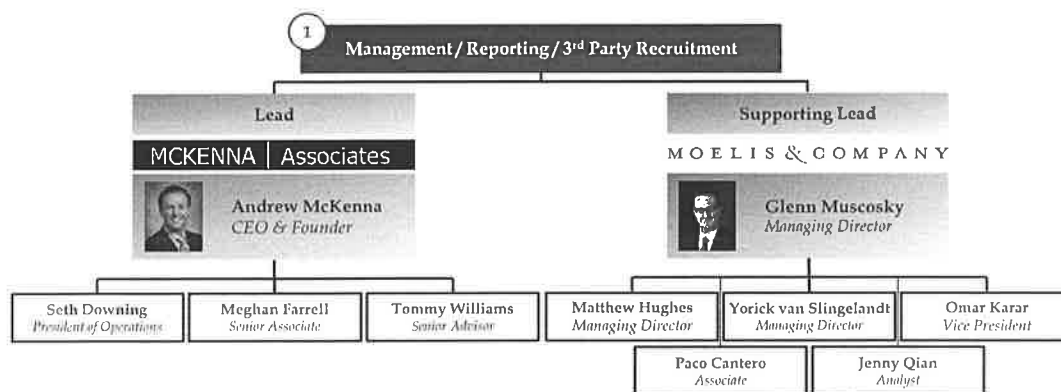 1
Management / Reporting / 3rd Party Recruitment
Lead
MCKENNA | Associates
Andrew McKenna
CEO & Founder
Seth Downing
President of Operations
Meghan Farrell
Senior Associate
Tommy Williams
Senior Advisor
Supporting Lead
MOELIS & COMPANY
Glenn Muscosky
Managing Director
Matthew Hughes
Managing Director
Yorick van Slingelandt
Managing Director
Omar Karar
Vice President
Paco Cantero
Associate
Jenny Qian
Analyst